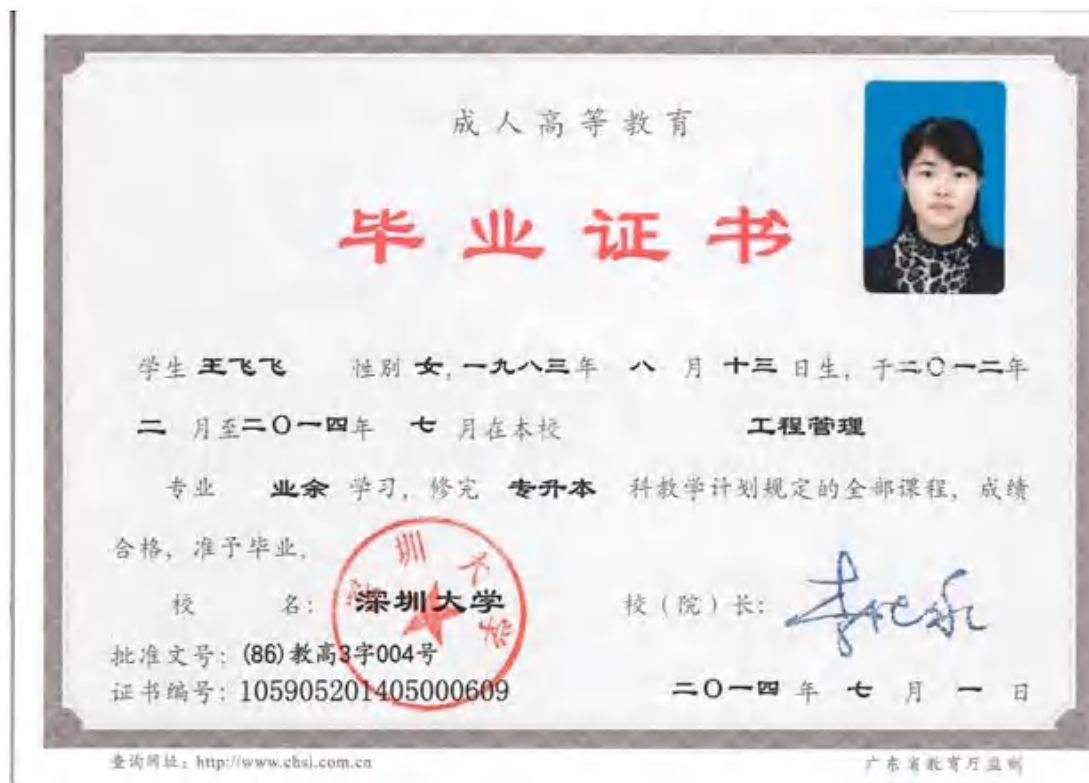 成人高等教育
毕业证书
学生 王飞飞 性别 女, 一九八三年 八 月 十三 日生, 于二〇一二年
二 月至二〇一四年 七 月在本校 工程管理
专业 业余 学习, 修完 专升本 科教学计划规定的全部课程, 成绩
合格, 准予毕业。
校 名: 深圳大学 校(院)长:
深圳大学
批准文号: (86)教高3字004号
证书编号: 105905201405000609 二〇一四 年 七 月 一 日
查询网址: http://www.chsi.com.cn 广东省教育厅监制